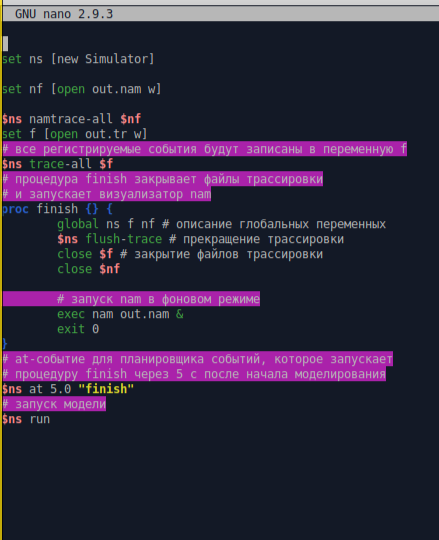 GNU nano 2.9.3
set ns [new Simulator]
set nf [open out.nam w]
$ns namtrace-all $nf
set f [open out.tr w]
# все регистрируемые события будут записаны в переменную f
$ns trace-all $f
# процедура finish закрывает файлы трассировки
# и запускает визуализатор nam
proc finish {} {
global ns f nf # описание глобальных переменных
$ns flush-trace # прекращение трассировки
close $f # закрытие файлов трассировки
close $nf
# запуск nam в фоновом режиме
exec nam out.nam &
exit 0
}
# at-событие для планировщика событий, которое запускает
# процедуру finish через 5 с после начала моделирования
$ns at 5.0 "finish"
# запуск модели
$ns run